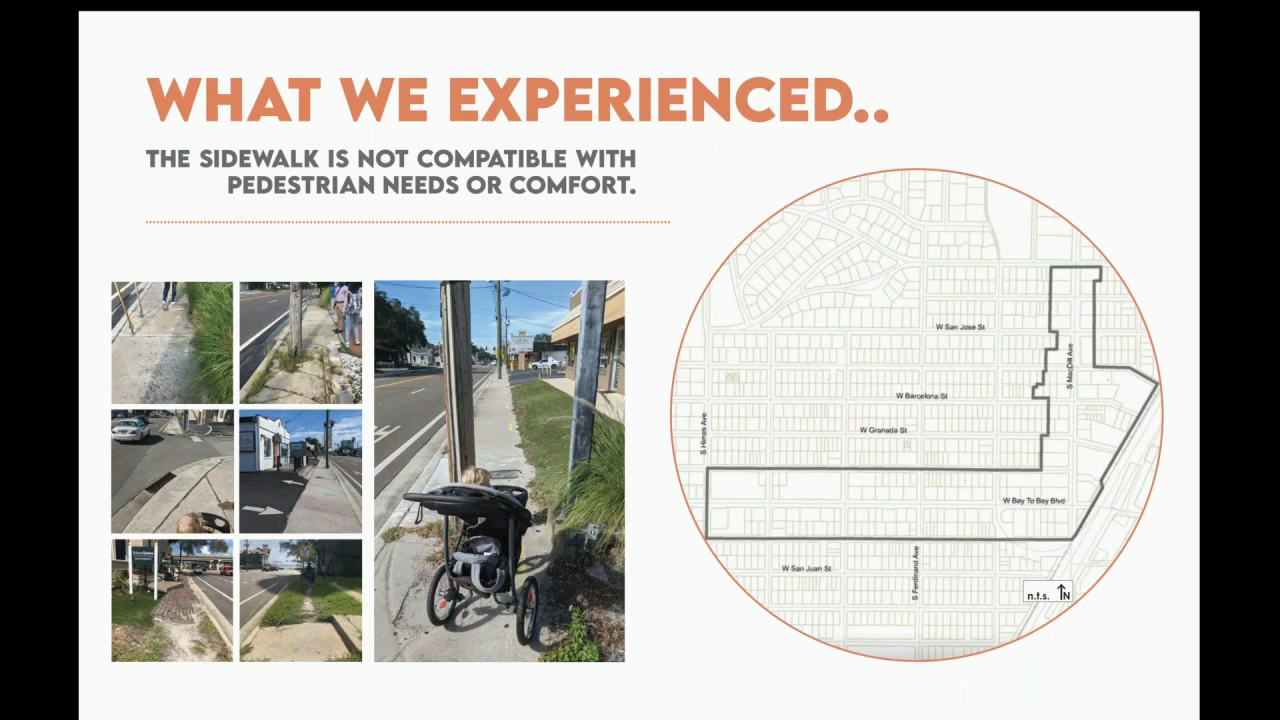 WHAT WE EXPERIENCED..
THE SIDEWALK IS NOT COMPATIBLE WITH
PEDESTRIAN NEEDS OR COMFORT.
W San Jose St
S MacDill Ave
W Barcelona St
S Himes Ave
W Granada St
W Bay To Bay Blvd
S Ferdinand Ave
W San Juan St
n.t.s. N